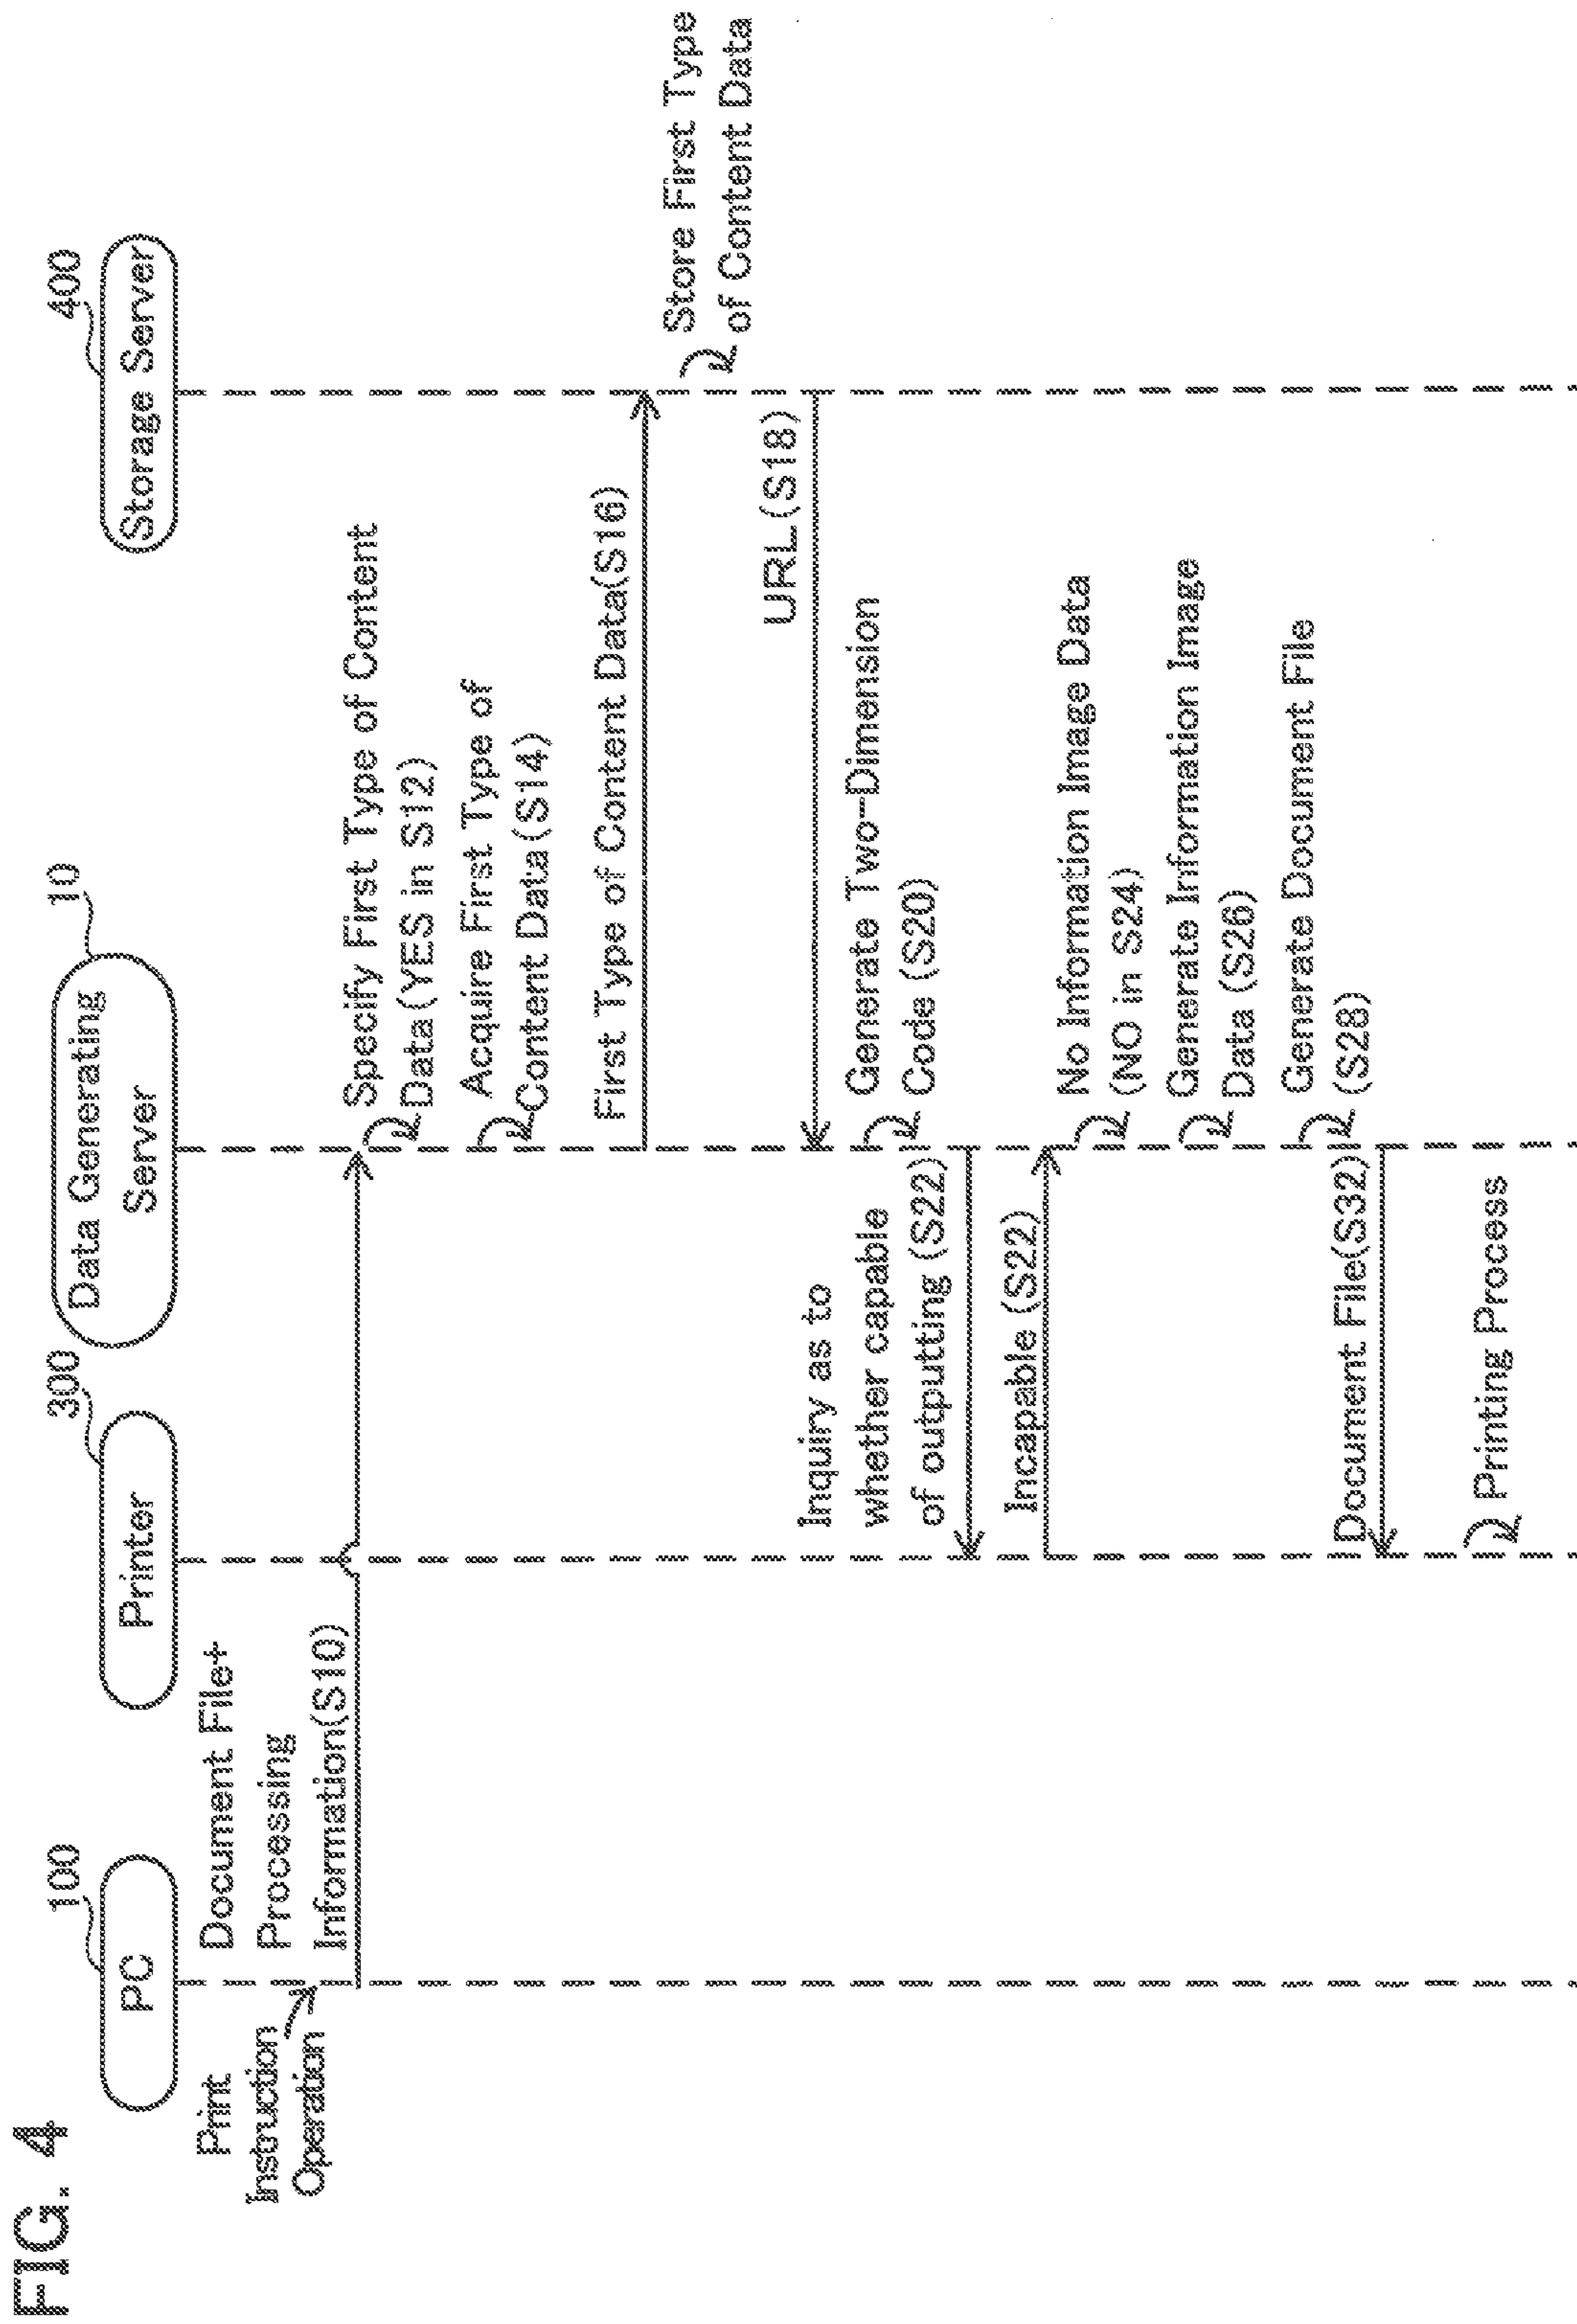 FIG. 4
100
PC
300
Printer
10
Data Generating
Server
400
Storage Server
Print
Instruction
Operation
Document File+
Processing
Information(S10)
Specify First Type of Content
Data(YES in S12)
Acquire First Type of
Content Data(S14)
First Type of Content Data(S16)
Store First Type
of Content Data
URL(S18)
Generate Two-Dimension
Code (S20)
Inquiry as to
whether capable
of outputting (S22)
Incapable (S22)
No Information Image Data
(NO in S24)
Generate Information Image
Data (S26)
Generate Document File
(S28)
Document File(S32)
Printing Process